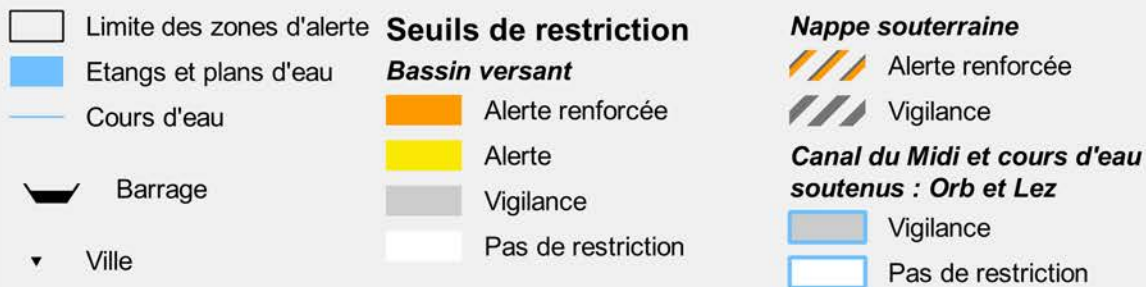 Limite des zones d'alerte
Etangs et plans d'eau
Cours d'eau
Barrage
Ville
Seuils de restriction
Bassin versant
Alerte renforcée
Alerte
Vigilance
Pas de restriction
Nappe souterraine
Alerte renforcée
Vigilance
Canal du Midi et cours d'eau
soutenus : Orb et Lez
Vigilance
Pas de restriction